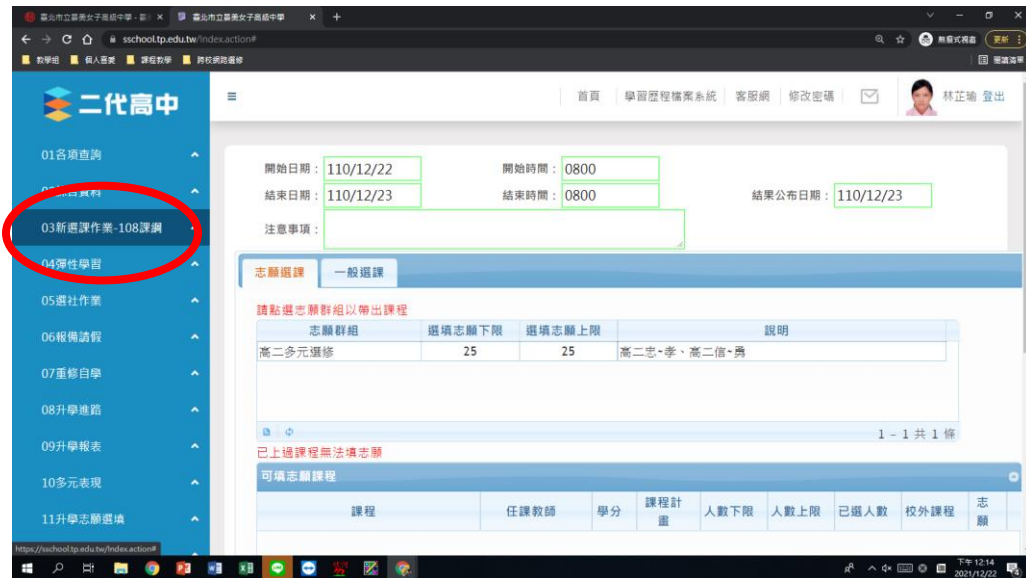 臺北市立景美女子高級中學 - 臺
臺北市立景美女子高級中學
sschool.tp.edu.tw/Index.action#
無痕式視窗
更新
教學組
個人喜愛
課程教學
跨校網路選修
閱讀清單
二代高中
首頁
學習歷程檔案系統
客服網
修改密碼
林芷瑜 登出
01各項查詢
開始日期： 110/12/22
開始時間： 0800
結束日期： 110/12/23
結束時間： 0800
結果公布日期： 110/12/23
03新選課作業-108課綱
注意事項：
04彈性學習
志願選課
一般選課
05選社作業
請點選志願群組以帶出課程
志願群組
選填志願下限
選填志願上限
說明
06報備請假
高二多元選修
25
25
高二忠~孝、高二信~勇
07重修自學
08升學進路
1 - 1 共 1 條
09升學報表
已上過課程無法填志願
可填志願課程
10多元表現
課程
任課教師
學分
課程計畫
人數下限
人數上限
已選人數
校外課程
志願
11升學志願選填
https://sschool.tp.edu.tw/Index.action#
下午 12:14
2021/12/22